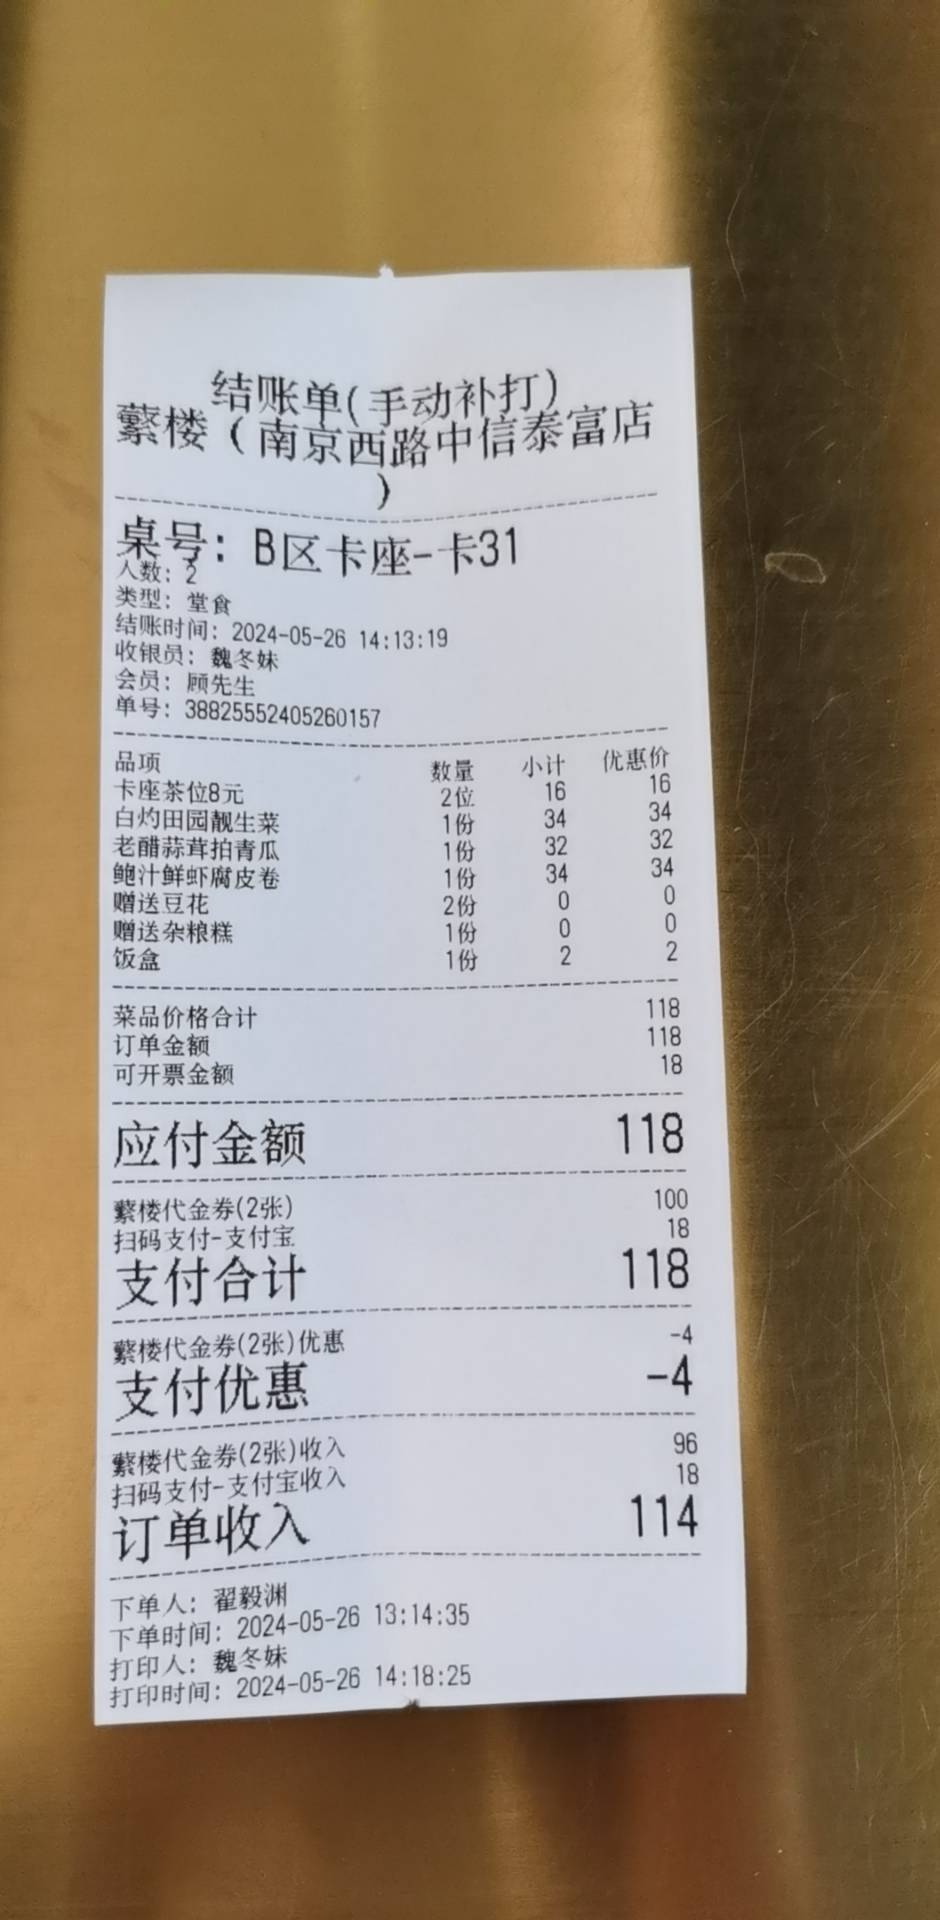 结账单(手动补打)
蘩楼（南京西路中信泰富店
）
桌号: B区卡座-卡31
人数: 2
类型: 堂食
结账时间: 2024-05-26 14:13:19
收银员: 魏冬妹
会员: 顾先生
单号: 38825552405260157
品项 数量 小计 优惠价
卡座茶位8元 2位 16 16
白灼田园靓生菜 1份 34 34
老醋蒜茸拍青瓜 1份 32 32
鲍汁鲜虾腐皮卷 1份 34 34
赠送豆花 2份 0 0
赠送杂粮糕 1份 0 0
饭盒 1份 2 2
菜品价格合计 118
订单金额 118
可开票金额 18
应付金额 118
蘩楼代金券(2张) 100
扫码支付-支付宝 18
支付合计 118
蘩楼代金券(2张)优惠 -4
支付优惠 -4
蘩楼代金券(2张)收入 96
扫码支付-支付宝收入 18
订单收入 114
下单人: 翟毅渊
下单时间: 2024-05-26 13:14:35
打印人: 魏冬妹
打印时间: 2024-05-26 14:18:25